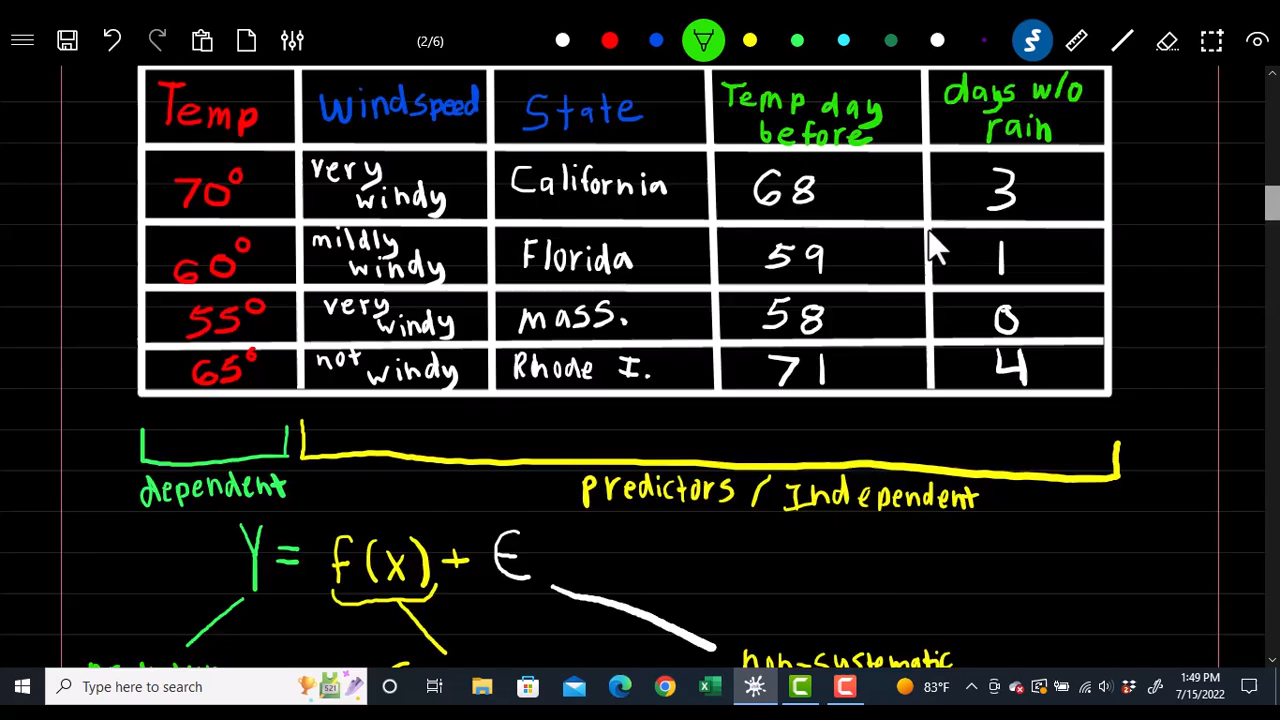 (2/6)
Temp Windspeed State Temp day before days w/o rain
70° very windy California 68 3
60° mildly windy Florida 59 1
55° very windy mass. 58 0
65° not windy Rhode I. 71 4
dependent predictors / Independent
Y = f(x) + ε
non-systematic
Type here to search
521
83°F
1:49 PM
7/15/2022